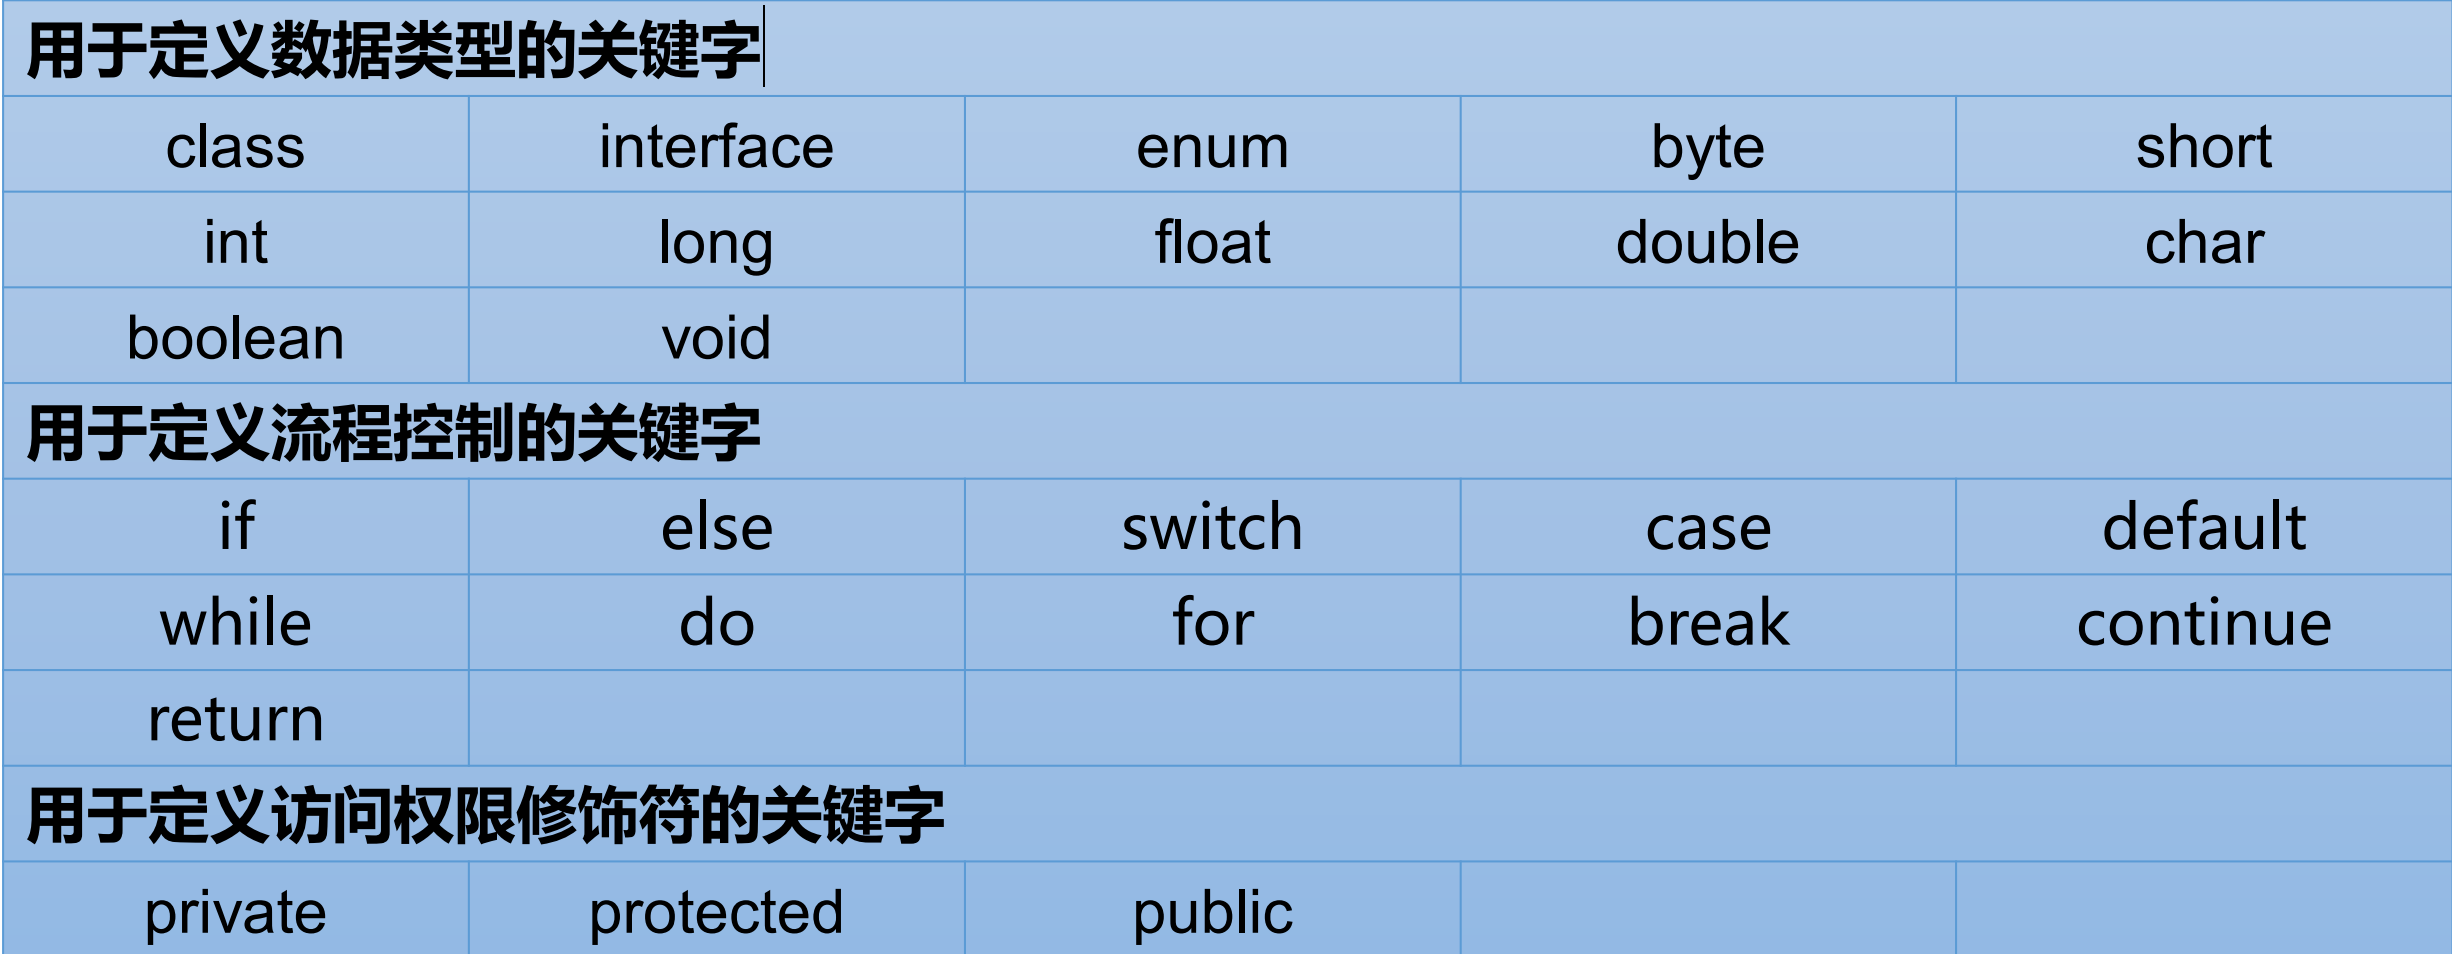 用于定义数据类型的关键字
class interface enum byte short
int long float double char
boolean void
用于定义流程控制的关键字
if else switch case default
while do for break continue
return
用于定义访问权限修饰符的关键字
private protected public